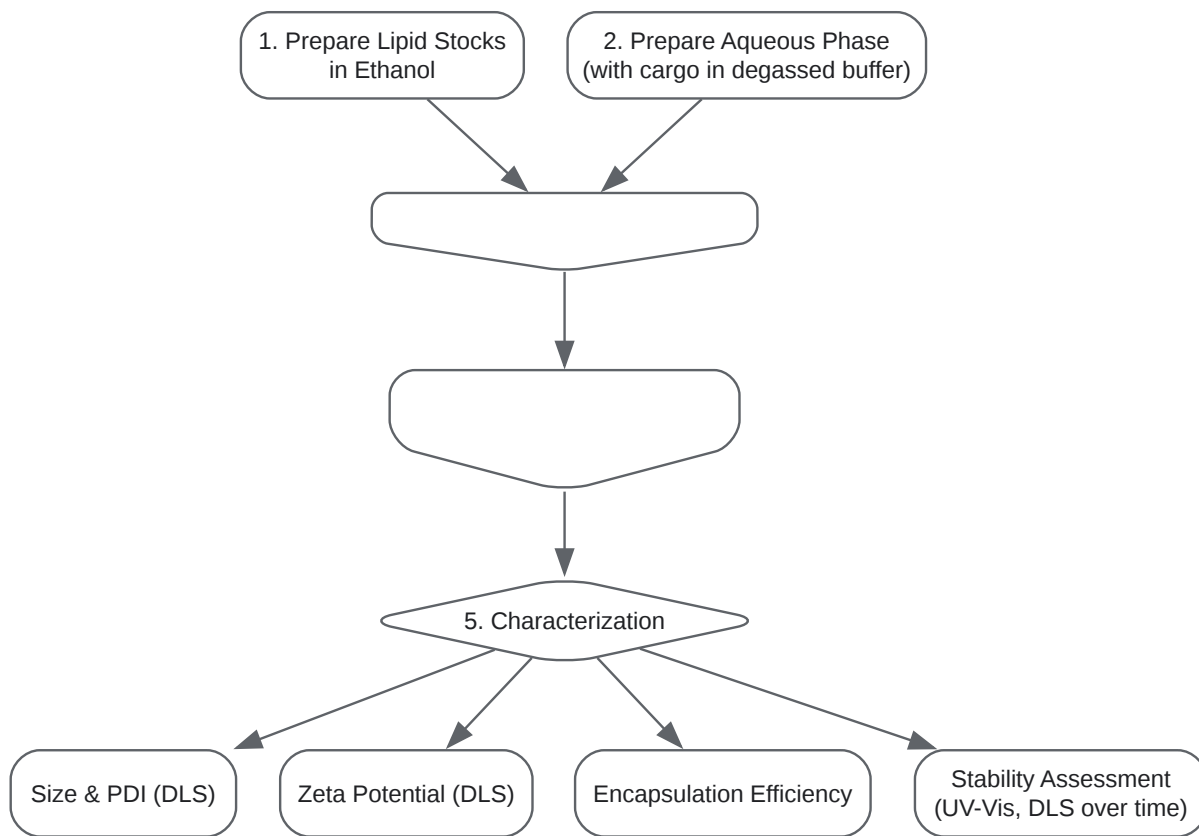 1. Prepare Lipid Stocks
in Ethanol
2. Prepare Aqueous Phase
(with cargo in degassed buffer)
5. Characterization
Size & PDI (DLS)
Zeta Potential (DLS)
Encapsulation Efficiency
Stability Assessment
(UV-Vis, DLS over time)